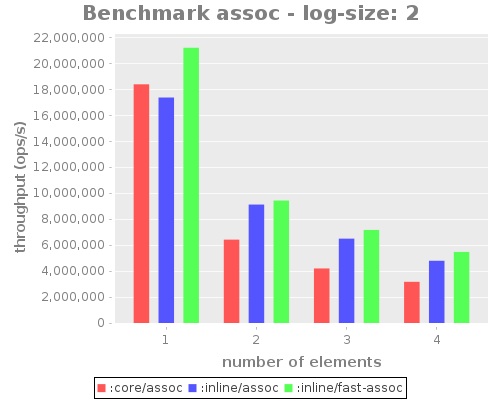 Benchmark assoc - log-size: 2
throughput (ops/s)
22,000,000
20,000,000
18,000,000
16,000,000
14,000,000
12,000,000
10,000,000
8,000,000
6,000,000
4,000,000
2,000,000
0
1 2 3 4
number of elements
:core/assoc :inline/assoc :inline/fast-assoc